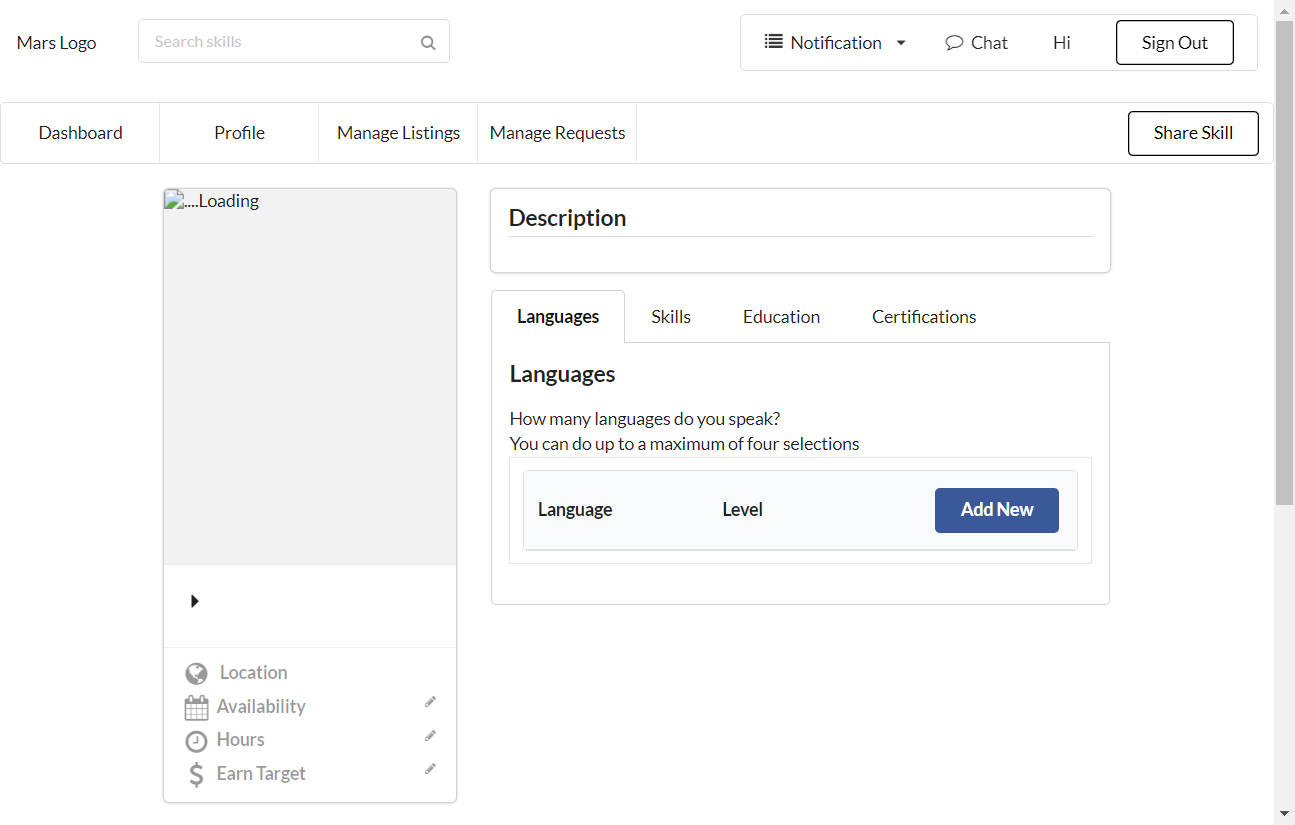 Mars Logo
Search skills
Notification
Chat
Hi
Sign Out
Dashboard
Profile
Manage Listings
Manage Requests
Share Skill
....Loading
Description
Languages
Skills
Education
Certifications
Languages
How many languages do you speak?
You can do up to a maximum of four selections
Language
Level
Add New
Location
Availability
Hours
Earn Target